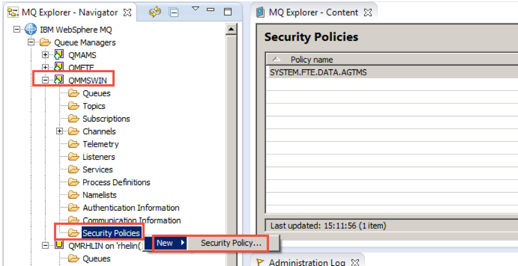 MQ Explorer - Navigator
IBM WebSphere MQ
Queue Managers
QMAMS
QMFTE
QMMSWIN
Queues
Topics
Subscriptions
Channels
Telemetry
Listeners
Services
Process Definitions
Namelists
Authentication Information
Communication Information
Security Policies
QMRHLIN on 'rhelin(
Queues
New
Security Policy...
MQ Explorer - Content
Security Policies
Policy name
SYSTEM.FTE.DATA.AGTMS
Last updated: 15:11:56 (1 item)
Administration Log